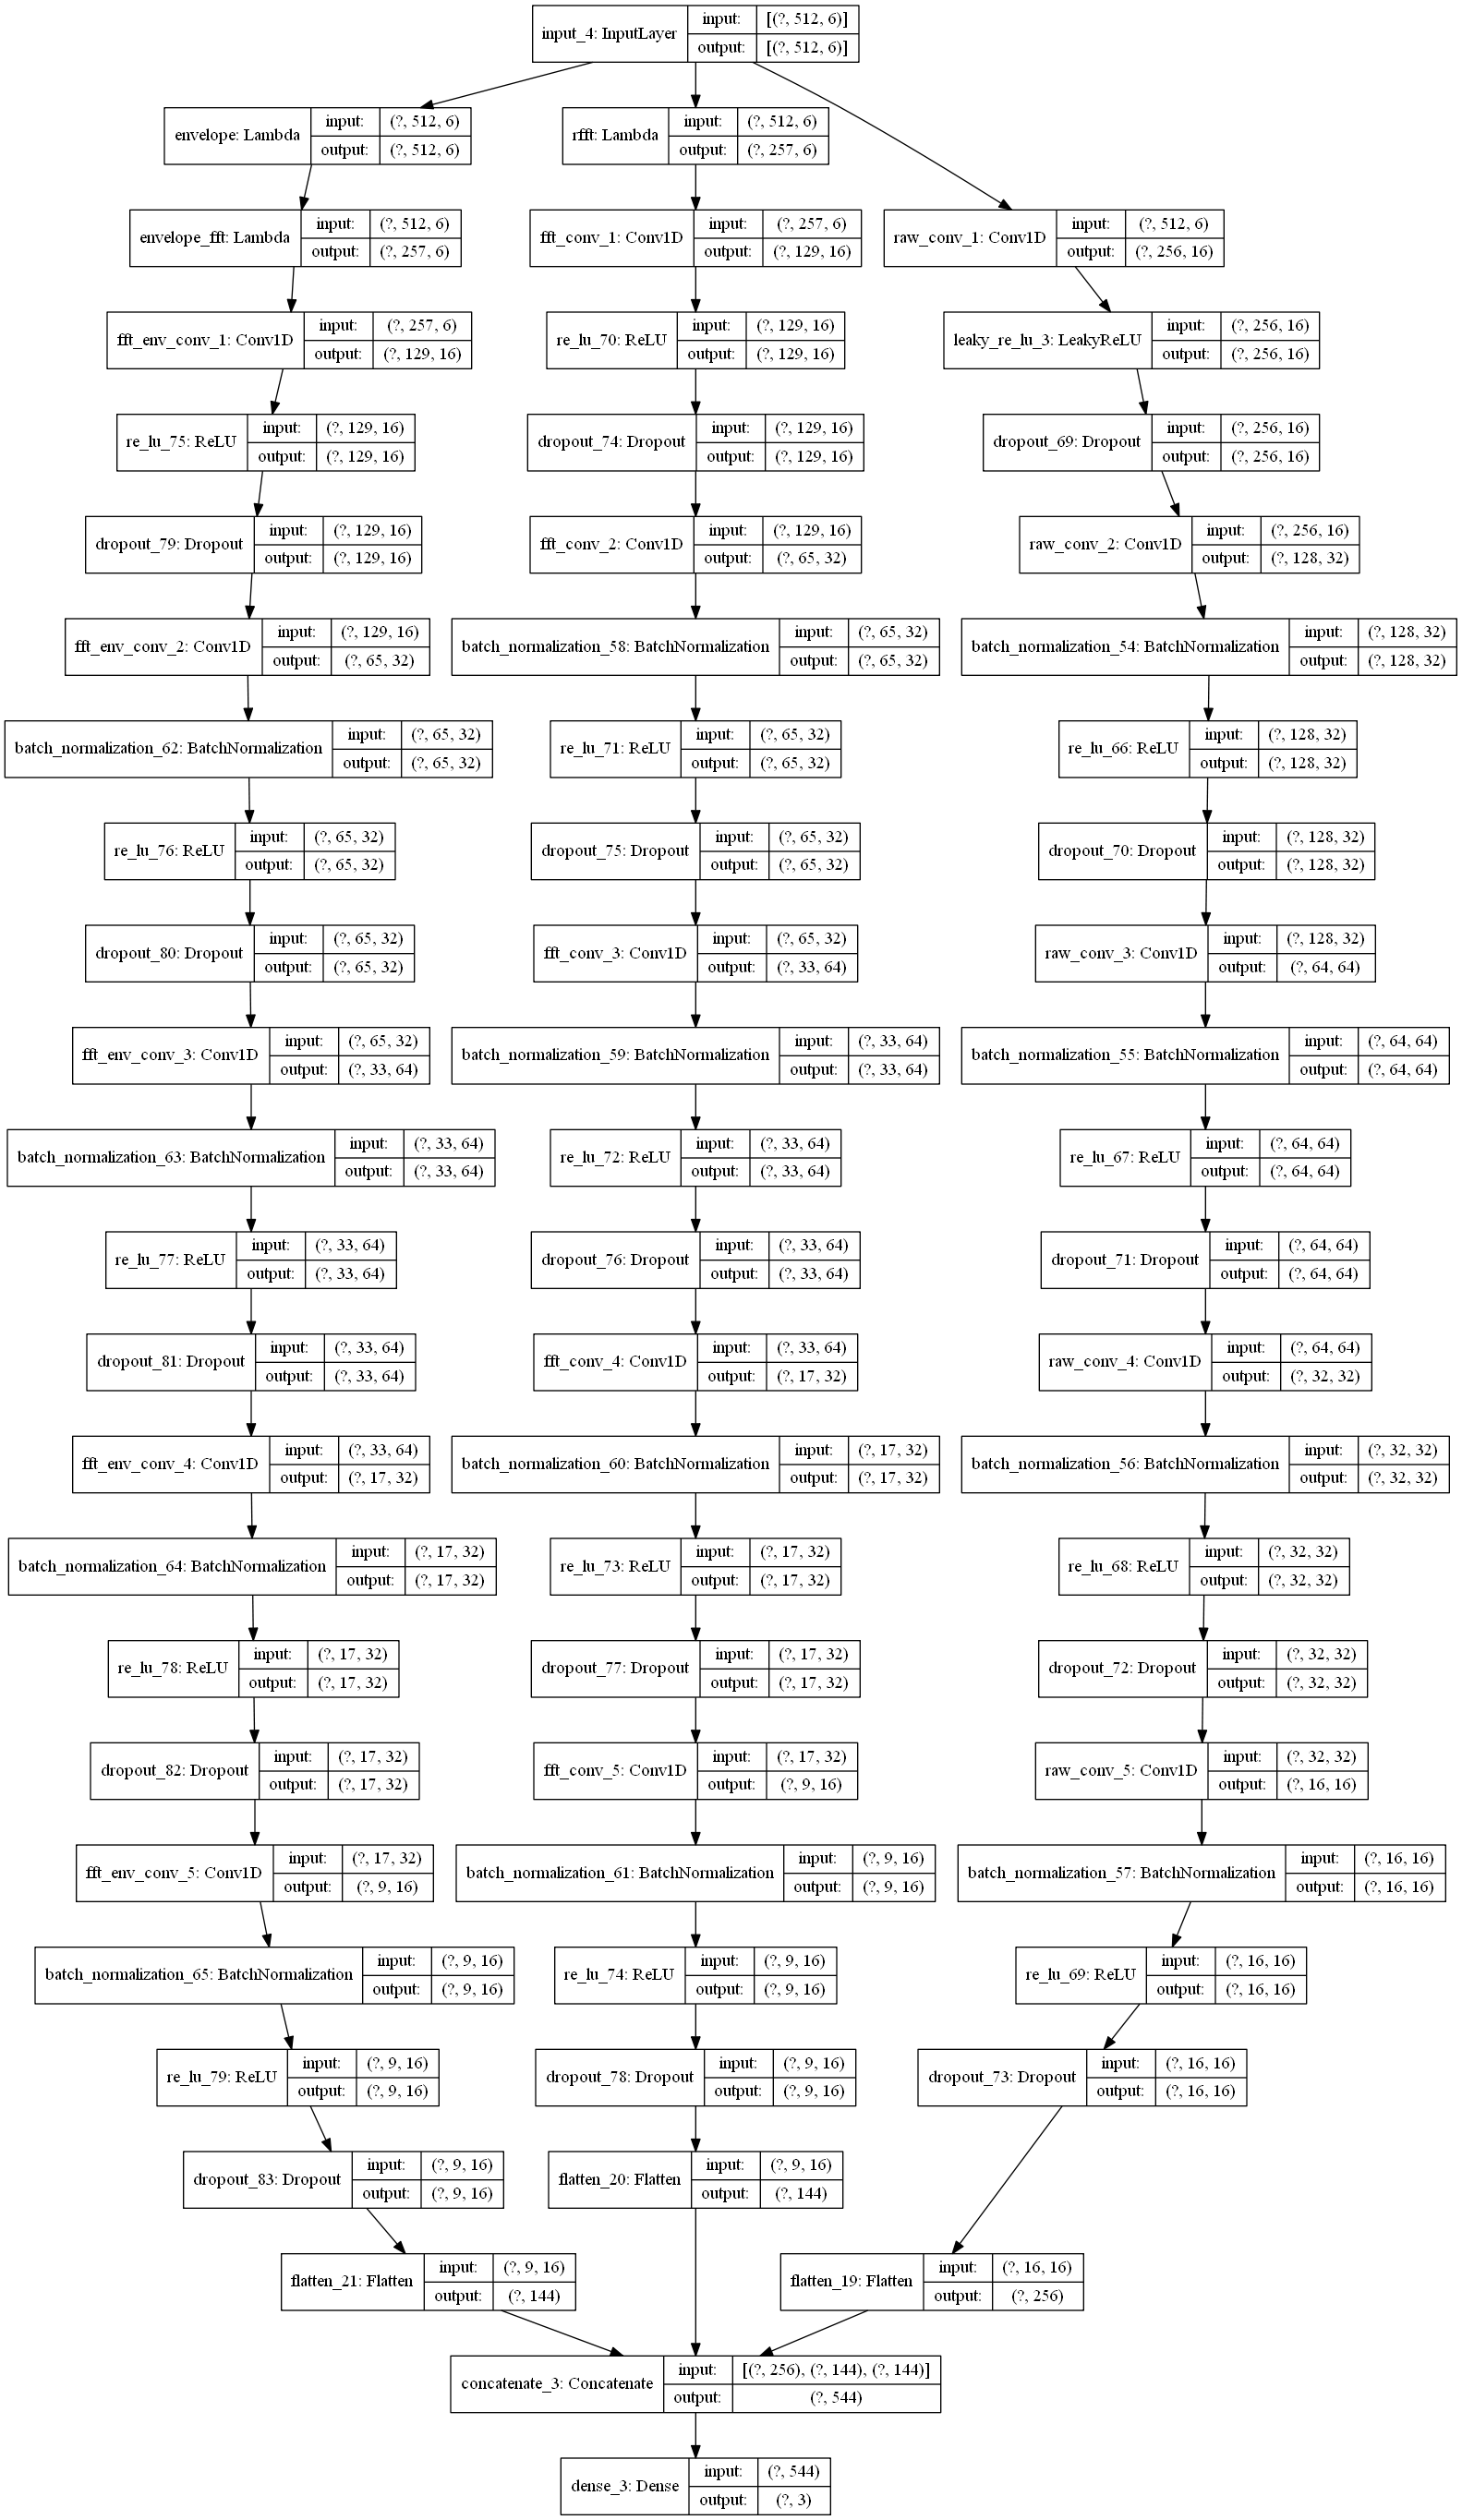 input_4: InputLayer
input: [(?, 512, 6)]
output: [(?, 512, 6)]
envelope: Lambda
input: (?, 512, 6)
output: (?, 512, 6)
rfft: Lambda
input: (?, 512, 6)
output: (?, 257, 6)
envelope_fft: Lambda
input: (?, 512, 6)
output: (?, 257, 6)
fft_conv_1: Conv1D
input: (?, 257, 6)
output: (?, 129, 16)
raw_conv_1: Conv1D
input: (?, 512, 6)
output: (?, 256, 16)
fft_env_conv_1: Conv1D
input: (?, 257, 6)
output: (?, 129, 16)
re_lu_70: ReLU
input: (?, 129, 16)
output: (?, 129, 16)
leaky_re_lu_3: LeakyReLU
input: (?, 256, 16)
output: (?, 256, 16)
re_lu_75: ReLU
input: (?, 129, 16)
output: (?, 129, 16)
dropout_74: Dropout
input: (?, 129, 16)
output: (?, 129, 16)
dropout_69: Dropout
input: (?, 256, 16)
output: (?, 256, 16)
dropout_79: Dropout
input: (?, 129, 16)
output: (?, 129, 16)
fft_conv_2: Conv1D
input: (?, 129, 16)
output: (?, 65, 32)
raw_conv_2: Conv1D
input: (?, 256, 16)
output: (?, 128, 32)
fft_env_conv_2: Conv1D
input: (?, 129, 16)
output: (?, 65, 32)
batch_normalization_58: BatchNormalization
input: (?, 65, 32)
output: (?, 65, 32)
batch_normalization_54: BatchNormalization
input: (?, 128, 32)
output: (?, 128, 32)
batch_normalization_62: BatchNormalization
input: (?, 65, 32)
output: (?, 65, 32)
re_lu_71: ReLU
input: (?, 65, 32)
output: (?, 65, 32)
re_lu_66: ReLU
input: (?, 128, 32)
output: (?, 128, 32)
re_lu_76: ReLU
input: (?, 65, 32)
output: (?, 65, 32)
dropout_75: Dropout
input: (?, 65, 32)
output: (?, 65, 32)
dropout_70: Dropout
input: (?, 128, 32)
output: (?, 128, 32)
dropout_80: Dropout
input: (?, 65, 32)
output: (?, 65, 32)
fft_conv_3: Conv1D
input: (?, 65, 32)
output: (?, 33, 64)
raw_conv_3: Conv1D
input: (?, 128, 32)
output: (?, 64, 64)
fft_env_conv_3: Conv1D
input: (?, 65, 32)
output: (?, 33, 64)
batch_normalization_59: BatchNormalization
input: (?, 33, 64)
output: (?, 33, 64)
batch_normalization_55: BatchNormalization
input: (?, 64, 64)
output: (?, 64, 64)
batch_normalization_63: BatchNormalization
input: (?, 33, 64)
output: (?, 33, 64)
re_lu_72: ReLU
input: (?, 33, 64)
output: (?, 33, 64)
re_lu_67: ReLU
input: (?, 64, 64)
output: (?, 64, 64)
re_lu_77: ReLU
input: (?, 33, 64)
output: (?, 33, 64)
dropout_76: Dropout
input: (?, 33, 64)
output: (?, 33, 64)
dropout_71: Dropout
input: (?, 64, 64)
output: (?, 64, 64)
dropout_81: Dropout
input: (?, 33, 64)
output: (?, 33, 64)
fft_conv_4: Conv1D
input: (?, 33, 64)
output: (?, 17, 32)
raw_conv_4: Conv1D
input: (?, 64, 64)
output: (?, 32, 32)
fft_env_conv_4: Conv1D
input: (?, 33, 64)
output: (?, 17, 32)
batch_normalization_60: BatchNormalization
input: (?, 17, 32)
output: (?, 17, 32)
batch_normalization_56: BatchNormalization
input: (?, 32, 32)
output: (?, 32, 32)
batch_normalization_64: BatchNormalization
input: (?, 17, 32)
output: (?, 17, 32)
re_lu_73: ReLU
input: (?, 17, 32)
output: (?, 17, 32)
re_lu_68: ReLU
input: (?, 32, 32)
output: (?, 32, 32)
re_lu_78: ReLU
input: (?, 17, 32)
output: (?, 17, 32)
dropout_77: Dropout
input: (?, 17, 32)
output: (?, 17, 32)
dropout_72: Dropout
input: (?, 32, 32)
output: (?, 32, 32)
dropout_82: Dropout
input: (?, 17, 32)
output: (?, 17, 32)
fft_conv_5: Conv1D
input: (?, 17, 32)
output: (?, 9, 16)
raw_conv_5: Conv1D
input: (?, 32, 32)
output: (?, 16, 16)
fft_env_conv_5: Conv1D
input: (?, 17, 32)
output: (?, 9, 16)
batch_normalization_61: BatchNormalization
input: (?, 9, 16)
output: (?, 9, 16)
batch_normalization_57: BatchNormalization
input: (?, 16, 16)
output: (?, 16, 16)
batch_normalization_65: BatchNormalization
input: (?, 9, 16)
output: (?, 9, 16)
re_lu_74: ReLU
input: (?, 9, 16)
output: (?, 9, 16)
re_lu_69: ReLU
input: (?, 16, 16)
output: (?, 16, 16)
re_lu_79: ReLU
input: (?, 9, 16)
output: (?, 9, 16)
dropout_78: Dropout
input: (?, 9, 16)
output: (?, 9, 16)
dropout_73: Dropout
input: (?, 16, 16)
output: (?, 16, 16)
dropout_83: Dropout
input: (?, 9, 16)
output: (?, 9, 16)
flatten_20: Flatten
input: (?, 9, 16)
output: (?, 144)
flatten_21: Flatten
input: (?, 9, 16)
output: (?, 144)
flatten_19: Flatten
input: (?, 16, 16)
output: (?, 256)
concatenate_3: Concatenate
input: [(?, 256), (?, 144), (?, 144)]
output: (?, 544)
dense_3: Dense
input: (?, 544)
output: (?, 3)